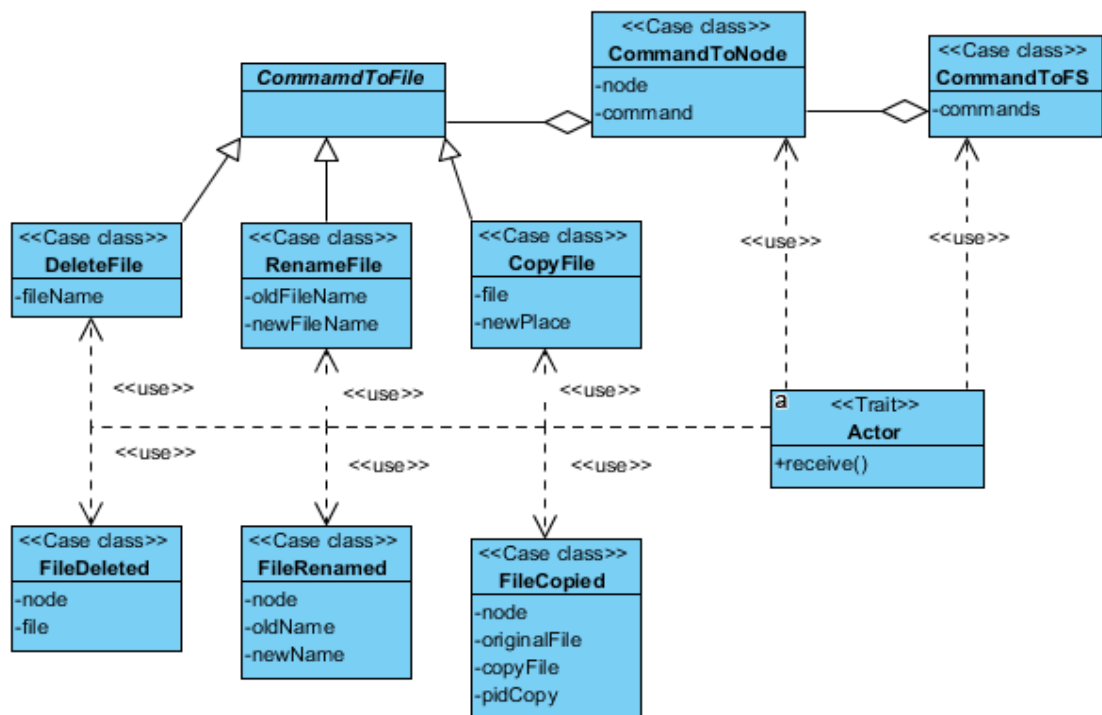 <<Case class>>
CommandToNode
-node
-command
<<Case class>>
CommandToFS
-commands
CommamdToFile
<<Case class>>
DeleteFile
-fileName
<<Case class>>
RenameFile
-oldFileName
-newFileName
<<Case class>>
CopyFile
-file
-newPlace
<<use>>
<<use>>
<<use>>
<<use>>
<<use>>
a
<<Trait>>
Actor
+receive()
<<use>>
<<use>>
<<use>>
<<Case class>>
FileDeleted
-node
-file
<<Case class>>
FileRenamed
-node
-oldName
-newName
<<Case class>>
FileCopied
-node
-originalFile
-copyFile
-pidCopy